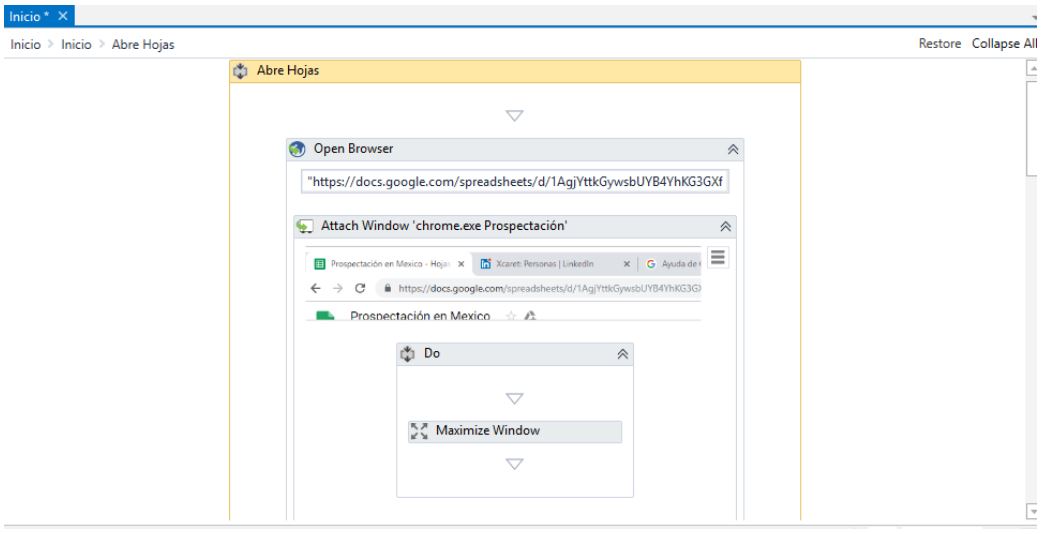 Inicio * ×
Inicio > Inicio > Abre Hojas Restore Collapse All
Abre Hojas
Open Browser
"https://docs.google.com/spreadsheets/d/1AgjYttkGywsbUYB4YhKG3GXf
Attach Window 'chrome.exe Prospectación'
Prospectación en Mexico - Hoja: × Xcaret: Personas | LinkedIn × Ayuda de
https://docs.google.com/spreadsheets/d/1AgjYttkGywsbUYB4YhKG3G
Prospectación en Mexico
Do
Maximize Window